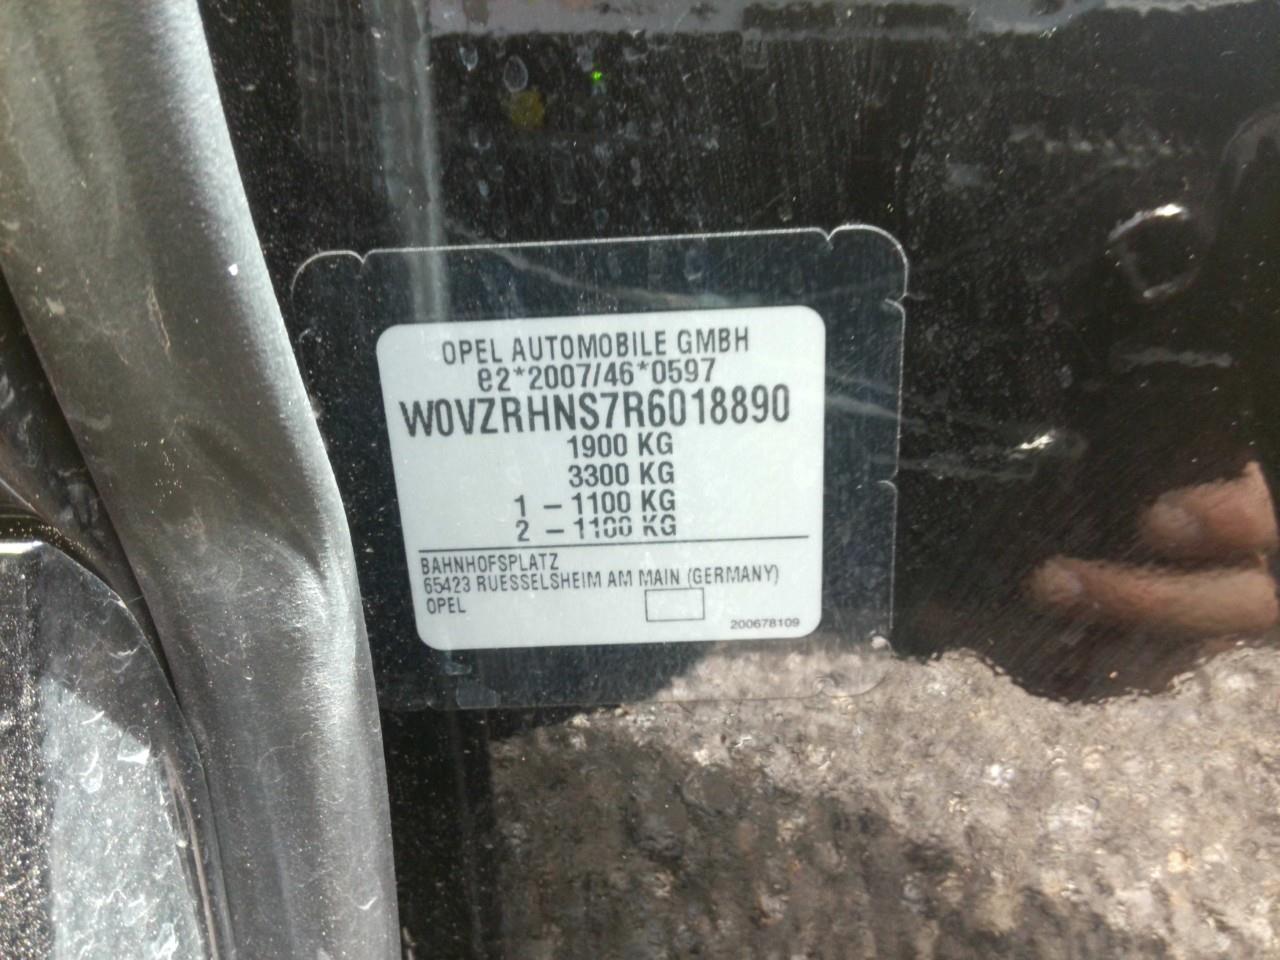 OPEL AUTOMOBILE GMBH
e2*2007/46*0597
W0VZRHNS7R6018890
1900 KG
3300 KG
1 - 1100 KG
2 - 1100 KG
BAHNHOFSPLATZ
65423 RUESSELSHEIM AM MAIN (GERMANY)
OPEL
200678109